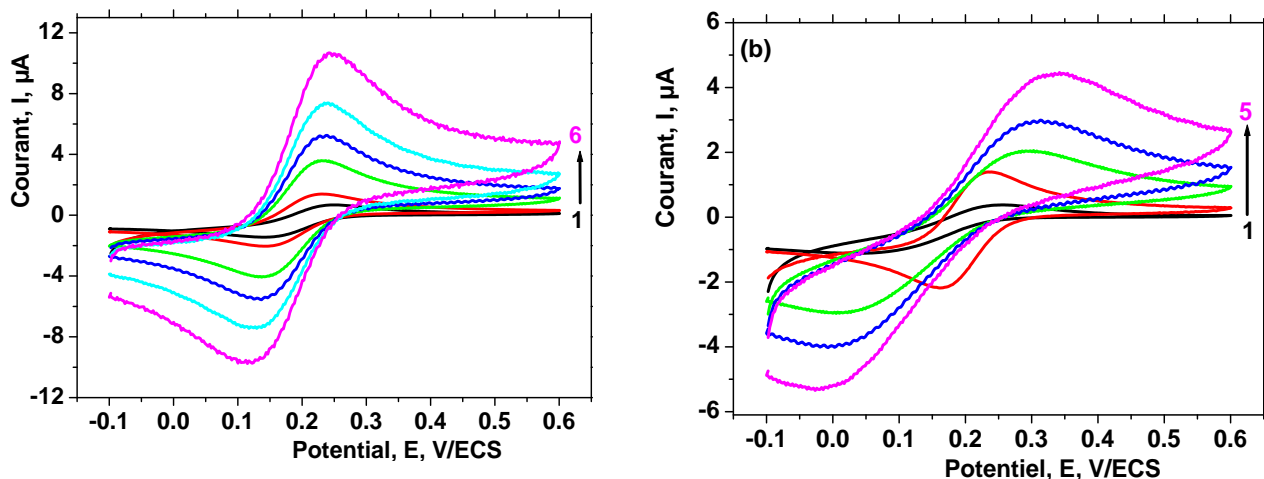 Courant, I, µA
12
8
4
0
-4
-8
-12
6
1
-0.1 0.0 0.1 0.2 0.3 0.4 0.5 0.6
Potential, E, V/ECS
(b)
Courant, I, µA
6
4
2
0
-2
-4
-6
5
1
-0.1 0.0 0.1 0.2 0.3 0.4 0.5 0.6
Potentiel, E, V/ECS